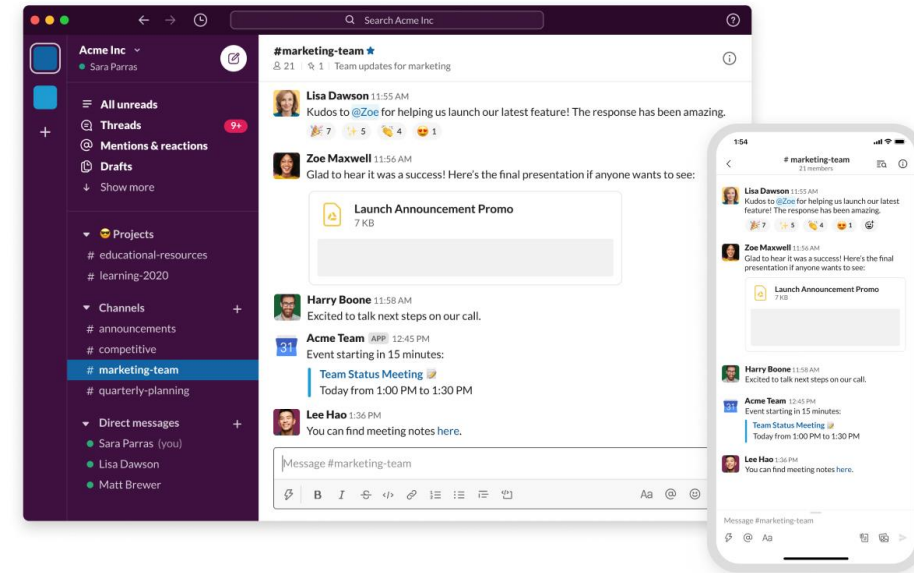 Search Acme Inc
Acme Inc
Sara Parras
All unreads
Threads 9+
Mentions & reactions
Drafts
Show more
Projects
# educational-resources
# learning-2020
Channels +
# announcements
# competitive
# marketing-team
# quarterly-planning
Direct messages +
Sara Parras (you)
Lisa Dawson
Matt Brewer
#marketing-team
21 | 1 | Team updates for marketing
Lisa Dawson 11:55 AM
Kudos to @Zoe for helping us launch our latest feature! The response has been amazing.
7 5 4 1
Zoe Maxwell 11:56 AM
Glad to hear it was a success! Here's the final presentation if anyone wants to see:
Launch Announcement Promo
7 KB
Harry Boone 11:58 AM
Excited to talk next steps on our call.
31
Acme Team APP 12:45 PM
Event starting in 15 minutes:
Team Status Meeting
Today from 1:00 PM to 1:30 PM
Lee Hao 1:36 PM
You can find meeting notes here.
Message #marketing-team
B I S Aa @
1:54
# marketing-team
21 members
Lisa Dawson 11:55 AM
Kudos to @Zoe for helping us launch our latest
feature! The response has been amazing.
7 5 4 1
Zoe Maxwell 11:56 AM
Glad to hear it was a success! Here's the final
presentation if anyone wants to see:
Launch Announcement Promo
7 KB
Harry Boone 11:58 AM
Excited to talk next steps on our call.
31
Acme Team 12:45 PM
Event starting in 15 minutes:
Team Status Meeting
Today from 1:00 PM to 1:30 PM
Lee Hao 1:36 PM
You can find meeting notes here.
Message #marketing-team
@ Aa